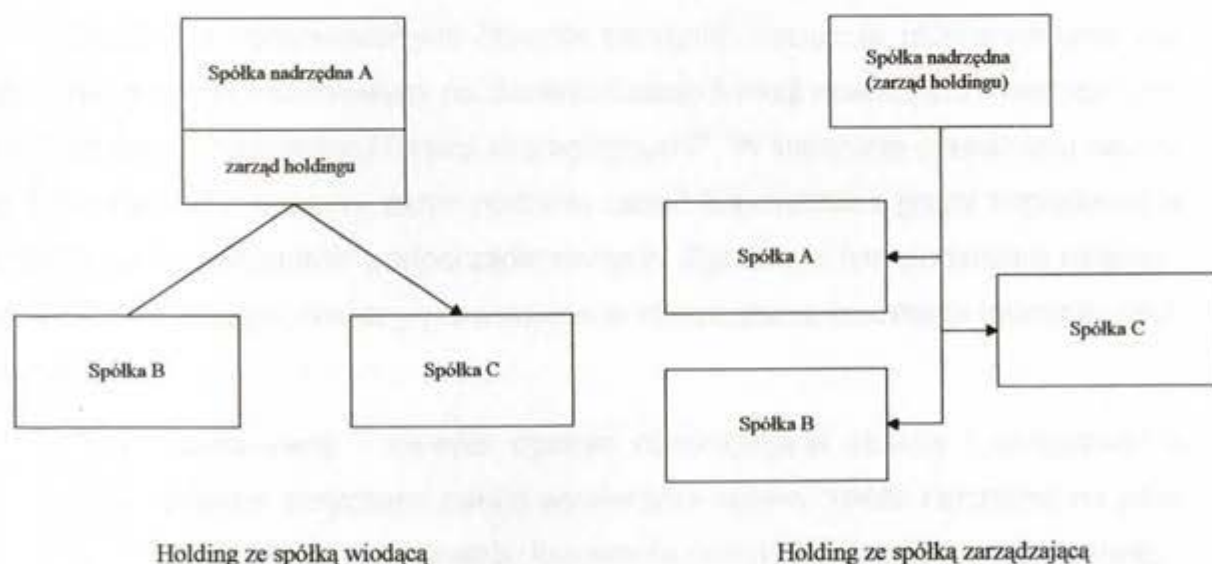 Spółka nadrzędna A
zarząd holdingu
Spółka B
Spółka C
Holding ze spółką wiodącą
Spółka nadrzędna
(zarząd holdingu)
Spółka A
Spółka C
Spółka B
Holding ze spółką zarządzającą